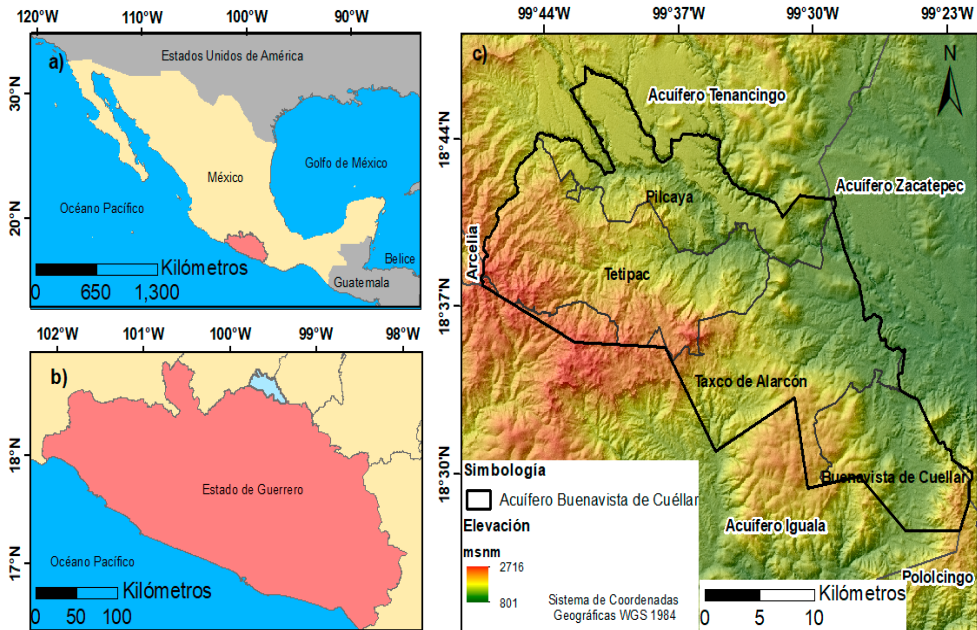 120°W 110°W 100°W 90°W
a)
Estados Unidos de América
30°N
Golfo de México
México
20°N
Océano Pacífico
Belice
Kilómetros
Guatemala
0 650 1,300
102°W 101°W 100°W 99°W 98°W
b)
18°N
Estado de Guerrero
17°N
Océano Pacífico
Kilómetros
0 50 100
99°44'W 99°37'W 99°30'W 99°23'W
c)
N
Acuífero Tenancingo
18°44'N
Acuífero Zacatepec
Pilcaya
Arcelia
Tetipac
18°37'N
Taxco de Alarcón
18°30'N
Buenavista de Cuellar
Simbología
Acuífero Buenavista de Cuéllar
Acuífero Iguala
Elevación
msnm
2716
801
Pololcingo
Sistema de Coordenadas
Geográficas WGS 1984
Kilómetros
0 5 10